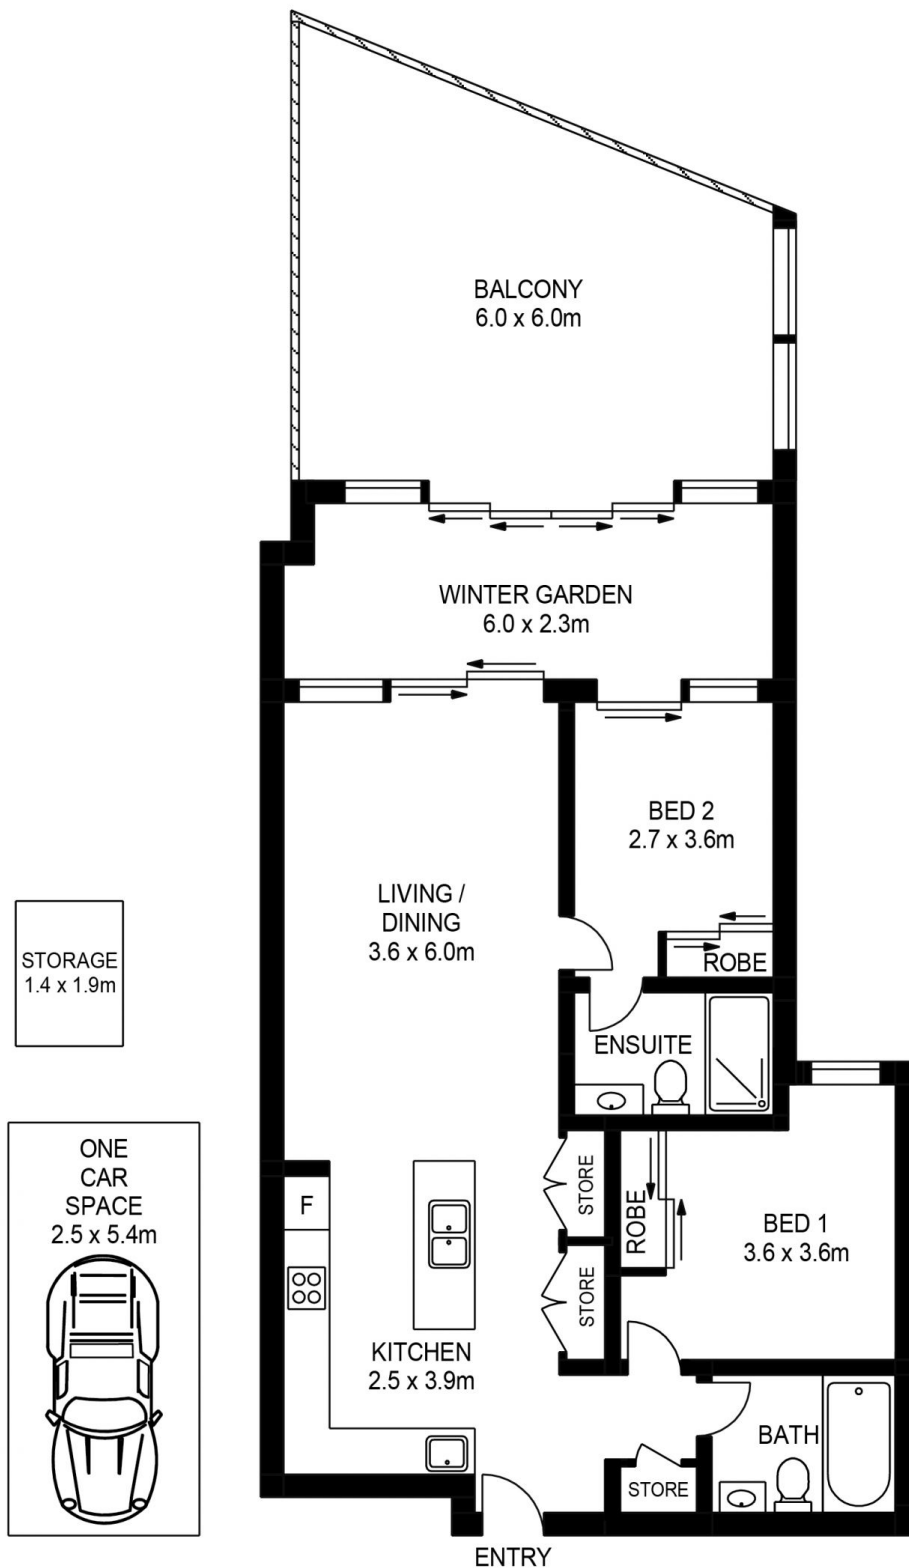 BALCONY
6.0 x 6.0m
WINTER GARDEN
6.0 x 2.3m
BED 2
2.7 x 3.6m
LIVING /
DINING
3.6 x 6.0m
ROBE
STORAGE
1.4 x 1.9m
ENSUITE
ONE
CAR
SPACE
2.5 x 5.4m
F
STORE
ROBE
BED 1
3.6 x 3.6m
STORE
KITCHEN
2.5 x 3.9m
BATH
STORE
ENTRY